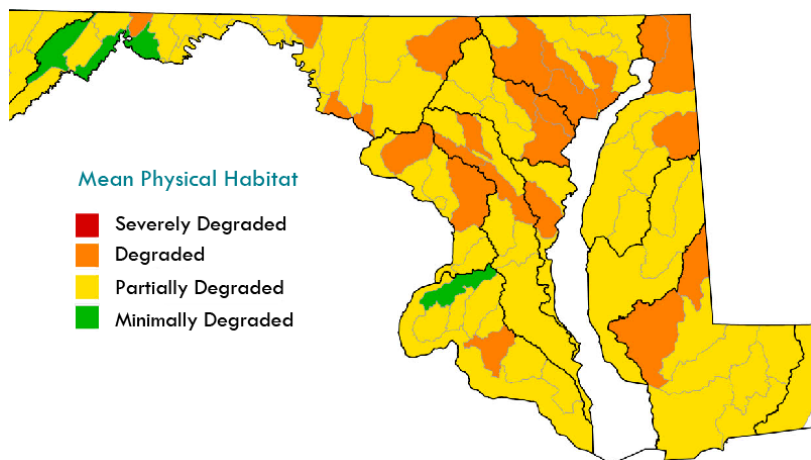 Mean Physical Habitat
Severely Degraded
Degraded
Partially Degraded
Minimally Degraded